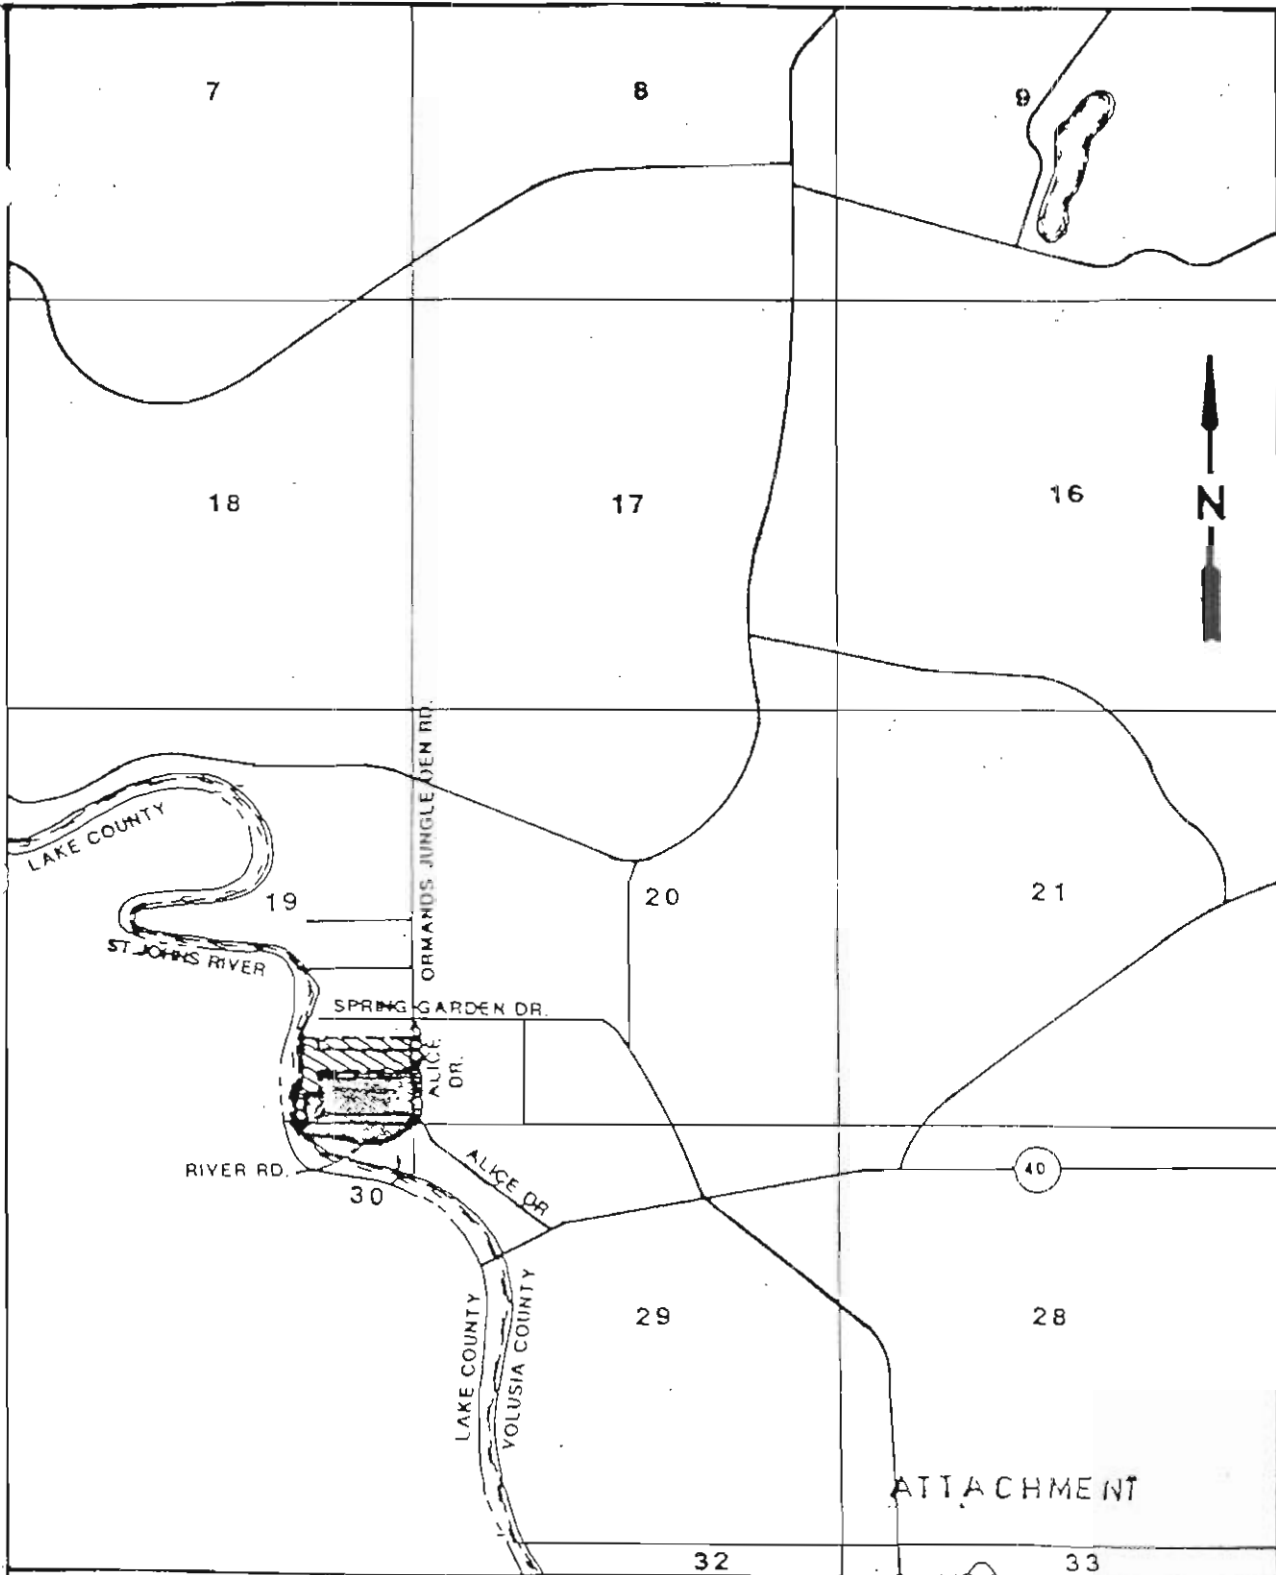 7
8
9
18
17
16
N
ORMANDS JUNGLE DEN RD.
LAKE COUNTY
19
20
21
ST. JOHNS RIVER
SPRING GARDEN DR.
ALICE DR.
RIVER RD.
30
ALICE DR
40
LAKE COUNTY
VOLUSIA COUNTY
29
28
ATTACHMENT
32
33